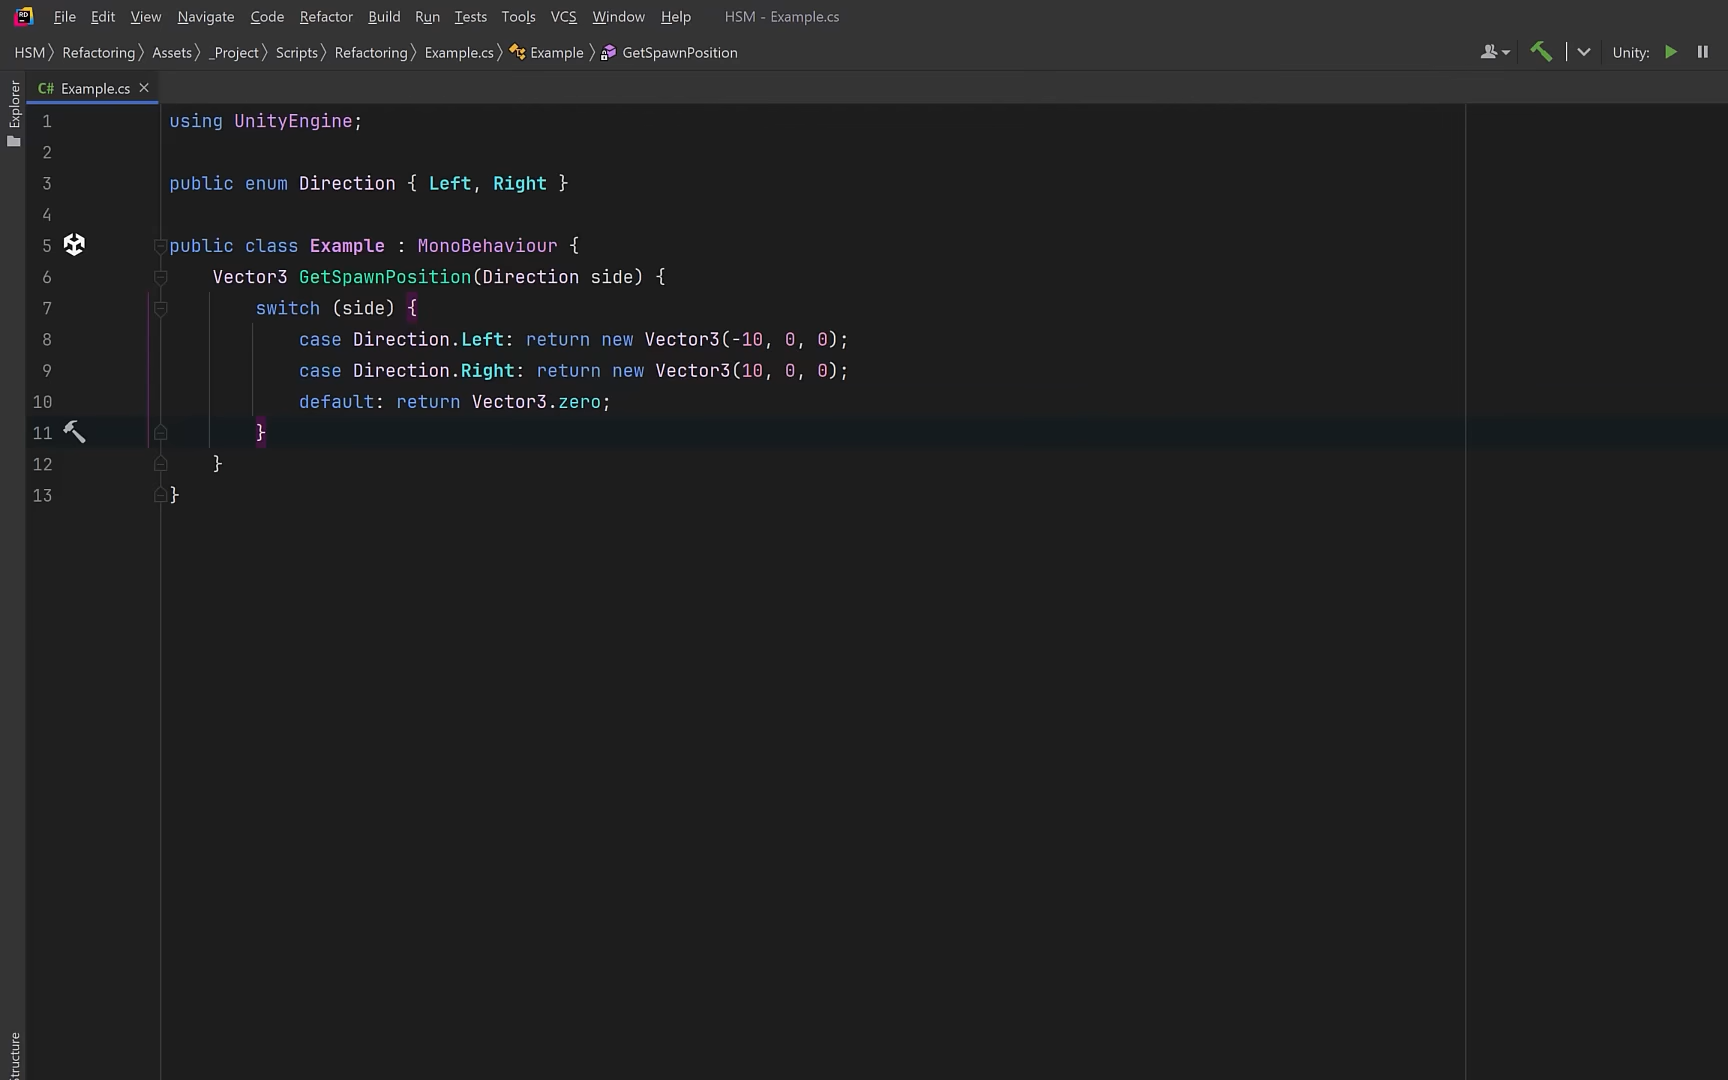 File Edit View Navigate Code Refactor Build Run Tests Tools VCS Window Help HSM - Example.cs
HSM Refactoring Assets _Project Scripts Refactoring Example.cs Example GetSpawnPosition Unity:
Explorer
C# Example.cs
1 using UnityEngine;
2
3 public enum Direction { Left, Right }
4
5 public class Example : MonoBehaviour {
6 Vector3 GetSpawnPosition(Direction side) {
7 switch (side) {
8 case Direction.Left: return new Vector3(-10, 0, 0);
9 case Direction.Right: return new Vector3(10, 0, 0);
10 default: return Vector3.zero;
11 }
12 }
13 }
Structure